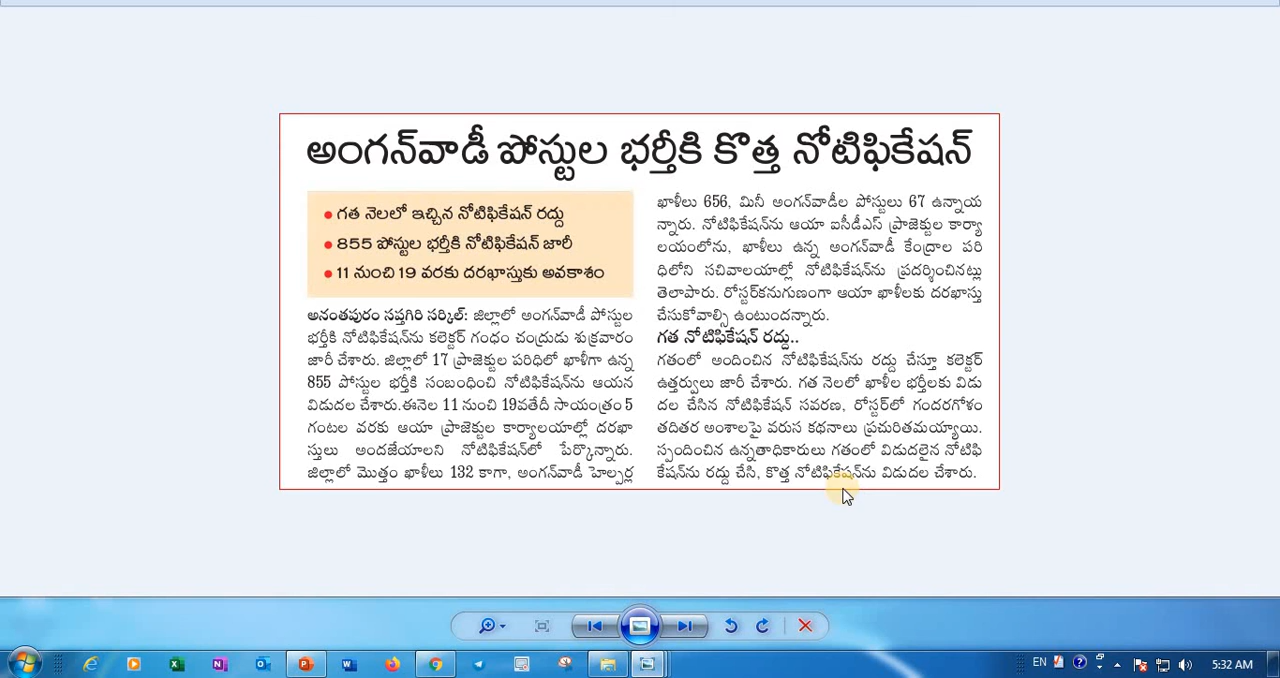 అంగన్‌వాడీ పోస్టుల భర్తీకి కొత్త నోటిఫికేషన్
• గత నెలలో ఇచ్చిన నోటిఫికేషన్ రద్దు
• 855 పోస్టుల భర్తీకి నోటిఫికేషన్ జారీ
• 11 నుంచి 19 వరకు దరఖాస్తుకు అవకాశం
అనంతపురం సప్తగిరి సర్కిల్: జిల్లాలో అంగన్‌వాడీ పోస్టుల
భర్తీకి నోటిఫికేషన్‌ను కలెక్టర్ గంధం చంద్రుడు శుక్రవారం
జారీ చేశారు. జిల్లాలో 17 ప్రాజెక్టుల పరిధిలో ఖాళీగా ఉన్న
855 పోస్టుల భర్తీకి సంబంధించి నోటిఫికేషన్‌ను ఆయన
విడుదల చేశారు.ఈనెల 11 నుంచి 19వతేదీ సాయంత్రం 5
గంటల వరకు ఆయా ప్రాజెక్టుల కార్యాలయాల్లో దరఖా
స్తులు అందజేయాలని నోటిఫికేషన్‌లో పేర్కొన్నారు.
జిల్లాలో మొత్తం ఖాళీలు 132 కాగా, అంగన్‌వాడీ హెల్పర్ల
ఖాళీలు 656, మినీ అంగన్‌వాడీల పోస్టులు 67 ఉన్నాయ
న్నారు. నోటిఫికేషన్‌ను ఆయా ఐసీడీఎస్ ప్రాజెక్టుల కార్యా
లయంలోను, ఖాళీలు ఉన్న అంగన్‌వాడీ కేంద్రాల పరి
ధిలోని సచివాలయాల్లో నోటిఫికేషన్‌ను ప్రదర్శించినట్లు
తెలాపారు. రోస్టర్‌కనుగుణంగా ఆయా ఖాళీలకు దరఖాస్తు
చేసుకోవాల్సి ఉంటుందన్నారు.
గత నోటిఫికేషన్ రద్దు..
గతంలో అందించిన నోటిఫికేషన్‌ను రద్దు చేస్తూ కలెక్టర్
ఉత్తర్వులు జారీ చేశారు. గత నెలలో ఖాళీల భర్తీలకు విడు
దల చేసిన నోటిఫికేషన్ సవరణ, రోస్టర్‌లో గందరగోళం
తదితర అంశాలపై వరుస కథనాలు ప్రచురితమయ్యాయి.
స్పందించిన ఉన్నతాధికారులు గతంలో విడుదలైన నోటిఫి
కేషన్‌ను రద్దు చేసి, కొత్త నోటిఫికేషన్‌ను విడుదల చేశారు.
EN
5:32 AM